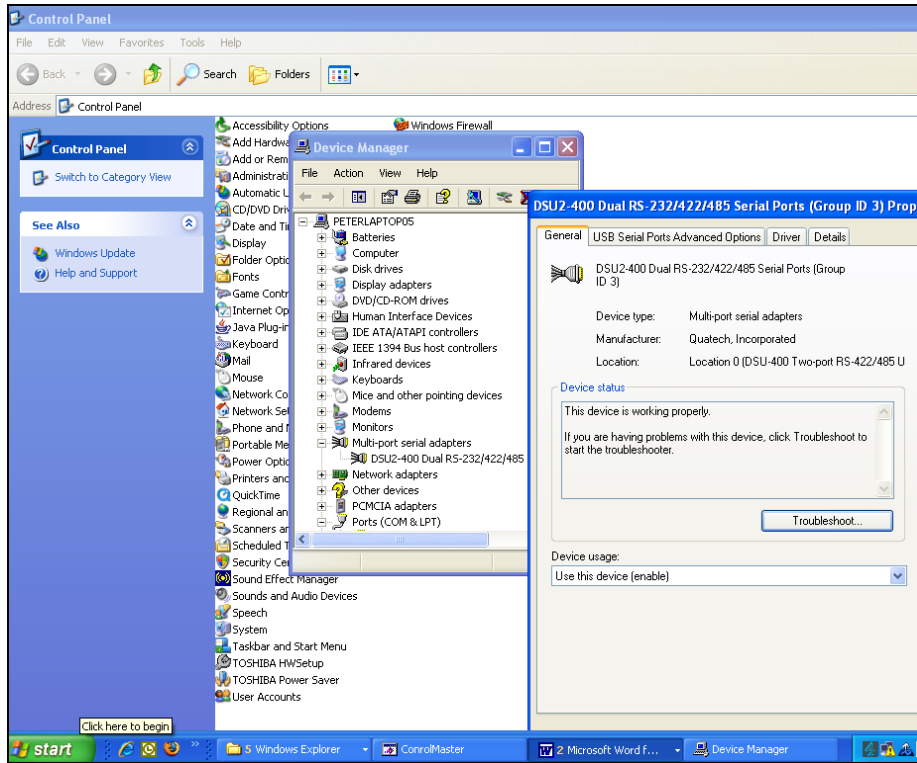 Control Panel
File Edit View Favorites Tools Help
Back Search Folders
Address Control Panel
Control Panel
Switch to Category View
See Also
Windows Update
Help and Support
Accessibility Options
Windows Firewall
Add Hardwa
Add or Rem
Administrati
Automatic U
CD/DVD Driv
Date and Ti
Display
Folder Optic
Fonts
Game Contr
Internet Op
Java Plug-in
Keyboard
Mail
Mouse
Network Co
Network Set
Phone and M
Portable Me
Power Optic
Printers and
QuickTime
Regional an
Scanners an
Scheduled T
Security Cen
Sound Effect Manager
Sounds and Audio Devices
Speech
System
Taskbar and Start Menu
TOSHIBA HWSetup
TOSHIBA Power Saver
User Accounts
Device Manager
File Action View Help
PETERLAPTOP05
Batteries
Computer
Disk drives
Display adapters
DVD/CD-ROM drives
Human Interface Devices
IDE ATA/ATAPI controllers
IEEE 1394 Bus host controllers
Infrared devices
Keyboards
Mice and other pointing devices
Modems
Monitors
Multi-port serial adapters
DSU2-400 Dual RS-232/422/485
Network adapters
Other devices
PCMCIA adapters
Ports (COM & LPT)
DSU2-400 Dual RS-232/422/485 Serial Ports (Group ID 3) Prop
General USB Serial Ports Advanced Options Driver Details
DSU2-400 Dual RS-232/422/485 Serial Ports (Group
ID 3)
Device type: Multi-port serial adapters
Manufacturer: Quatech, Incorporated
Location: Location 0 (DSU-400 Two-port RS-422/485 U
Device status
This device is working properly.
If you are having problems with this device, click Troubleshoot to
start the troubleshooter.
Troubleshoot...
Device usage:
Use this device (enable)
Click here to begin
start
5 Windows Explorer
ConrolMaster
2 Microsoft Word f...
Device Manager